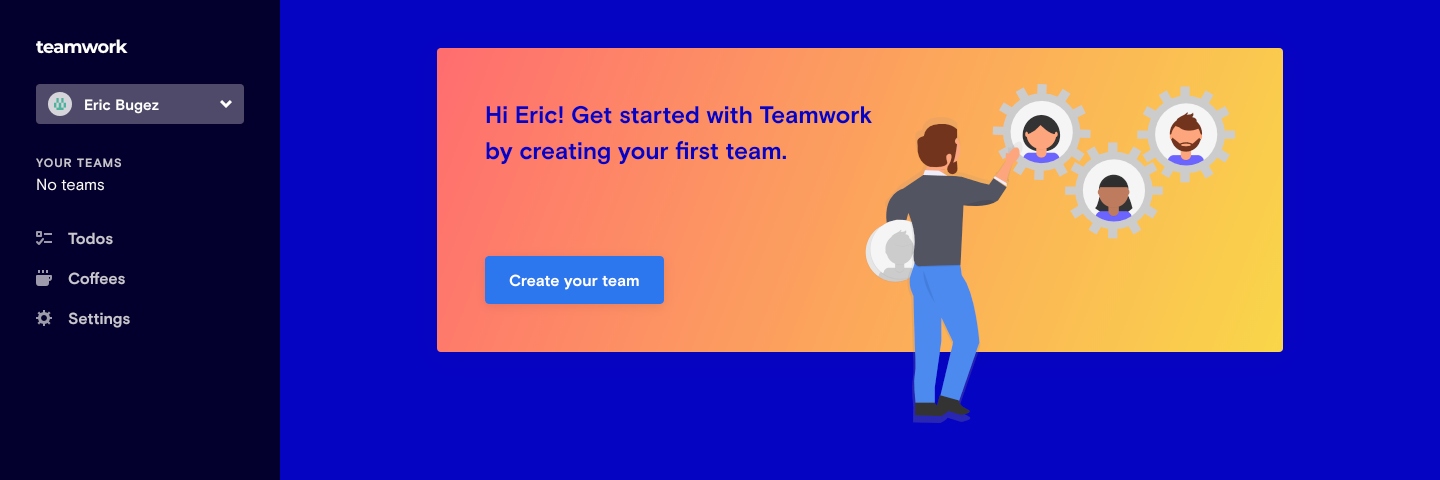 teamwork
Eric Bugez
YOUR TEAMS
No teams
Todos
Coffees
Settings
Hi Eric! Get started with Teamwork
by creating your first team.
Create your team